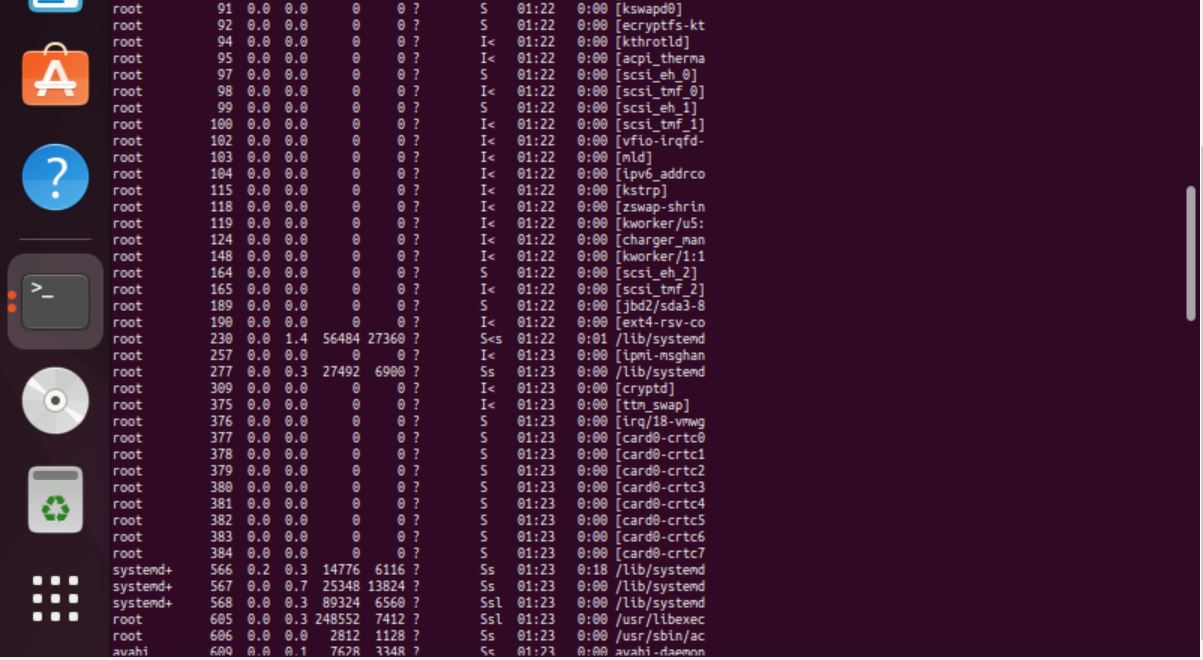 root 91 0.0 0.0 0 0 ? S 01:22 0:00 [kswapd0]
root 92 0.0 0.0 0 0 ? S 01:22 0:00 [ecryptfs-kt
root 94 0.0 0.0 0 0 ? I< 01:22 0:00 [kthrotld]
root 95 0.0 0.0 0 0 ? I< 01:22 0:00 [acpi_therma
root 97 0.0 0.0 0 0 ? S 01:22 0:00 [scsi_eh_0]
root 98 0.0 0.0 0 0 ? I< 01:22 0:00 [scsi_tmf_0]
root 99 0.0 0.0 0 0 ? S 01:22 0:00 [scsi_eh_1]
root 100 0.0 0.0 0 0 ? I< 01:22 0:00 [scsi_tmf_1]
root 102 0.0 0.0 0 0 ? I< 01:22 0:00 [vfio-irqfd-
root 103 0.0 0.0 0 0 ? I< 01:22 0:00 [mld]
root 104 0.0 0.0 0 0 ? I< 01:22 0:00 [ipv6_addrco
root 115 0.0 0.0 0 0 ? I< 01:22 0:00 [kstrp]
root 118 0.0 0.0 0 0 ? I< 01:22 0:00 [zswap-shrin
root 119 0.0 0.0 0 0 ? I< 01:22 0:00 [kworker/u5:
root 124 0.0 0.0 0 0 ? I< 01:22 0:00 [charger_man
root 148 0.0 0.0 0 0 ? I< 01:22 0:00 [kworker/1:1
root 164 0.0 0.0 0 0 ? S 01:22 0:00 [scsi_eh_2]
root 165 0.0 0.0 0 0 ? I< 01:22 0:00 [scsi_tmf_2]
root 189 0.0 0.0 0 0 ? S 01:22 0:00 [jbd2/sda3-8
root 190 0.0 0.0 0 0 ? I< 01:22 0:00 [ext4-rsv-co
root 230 0.0 1.4 56484 27360 ? S<s 01:22 0:01 /lib/systemd
root 257 0.0 0.0 0 0 ? I< 01:23 0:00 [ipmi-msghan
root 277 0.0 0.3 27492 6900 ? Ss 01:23 0:00 /lib/systemd
root 309 0.0 0.0 0 0 ? I< 01:23 0:00 [cryptd]
root 375 0.0 0.0 0 0 ? I< 01:23 0:00 [ttm_swap]
root 376 0.0 0.0 0 0 ? S 01:23 0:00 [irq/18-vmwg
root 377 0.0 0.0 0 0 ? S 01:23 0:00 [card0-crtc0
root 378 0.0 0.0 0 0 ? S 01:23 0:00 [card0-crtc1
root 379 0.0 0.0 0 0 ? S 01:23 0:00 [card0-crtc2
root 380 0.0 0.0 0 0 ? S 01:23 0:00 [card0-crtc3
root 381 0.0 0.0 0 0 ? S 01:23 0:00 [card0-crtc4
root 382 0.0 0.0 0 0 ? S 01:23 0:00 [card0-crtc5
root 383 0.0 0.0 0 0 ? S 01:23 0:00 [card0-crtc6
root 384 0.0 0.0 0 0 ? S 01:23 0:00 [card0-crtc7
systemd+ 566 0.2 0.3 14776 6116 ? Ss 01:23 0:18 /lib/systemd
systemd+ 567 0.0 0.7 25348 13824 ? Ss 01:23 0:00 /lib/systemd
systemd+ 568 0.0 0.3 89324 6560 ? Ssl 01:23 0:00 /lib/systemd
root 605 0.0 0.3 248552 7412 ? Ssl 01:23 0:00 /usr/libexec
root 606 0.0 0.0 2812 1128 ? Ss 01:23 0:00 /usr/sbin/ac
avahi 609 0.0 0.1 7628 3348 ? Ss 01:23 0:00 avahi-daemon